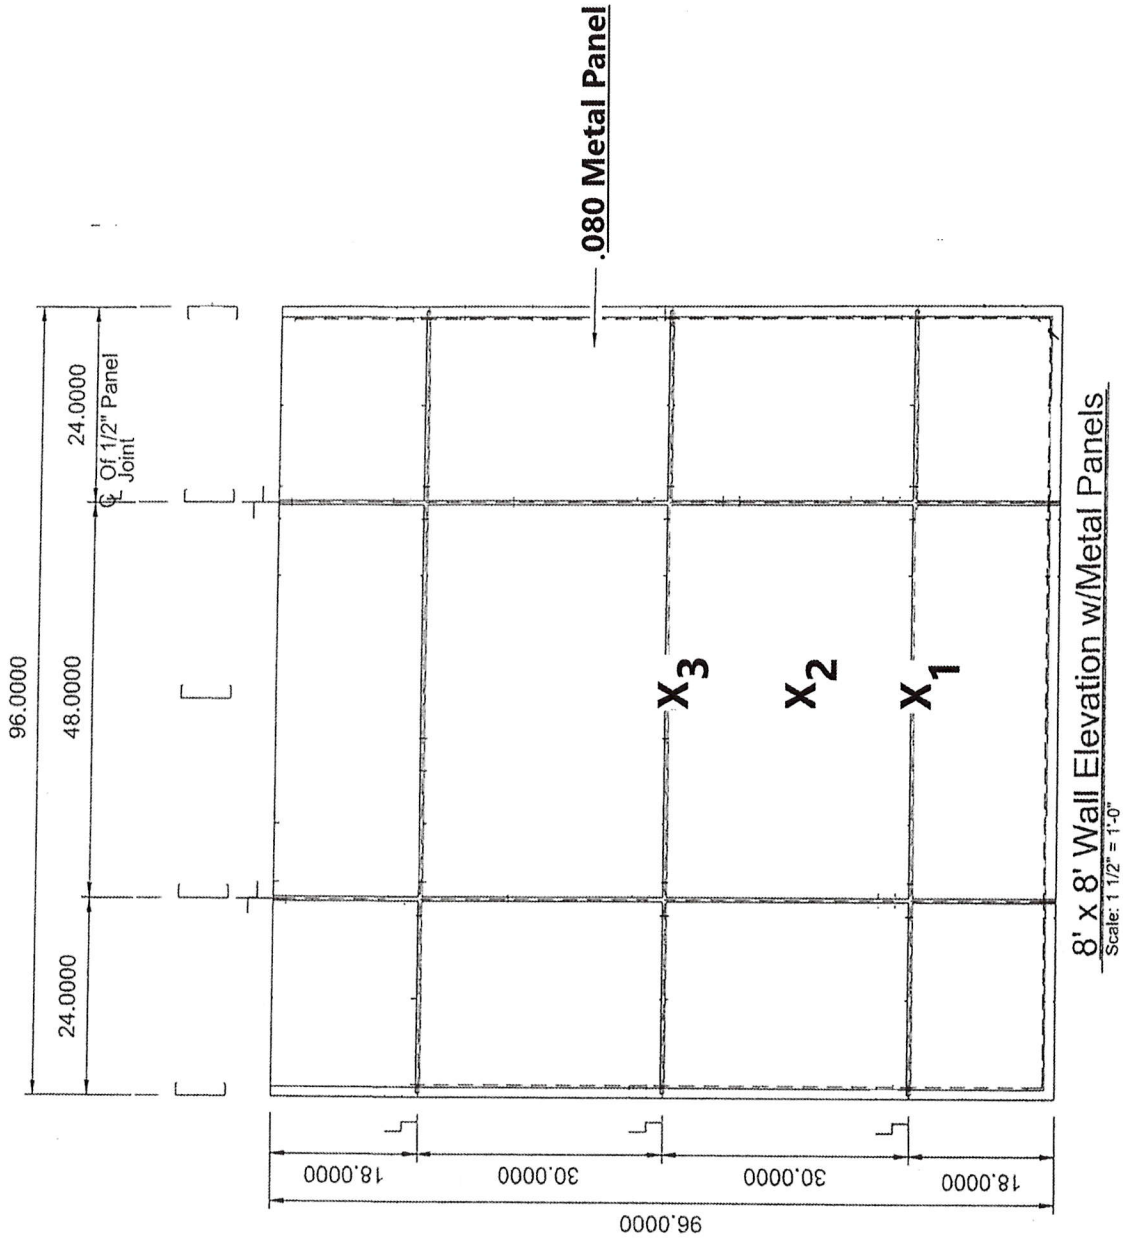 96.0000
24.0000
48.0000
24.0000
℄ Of 1/2" Panel
Joint
.080 Metal Panel
18.0000
30.0000
30.0000
18.0000
96.0000
X3
X2
X1
8' x 8' Wall Elevation w/Metal Panels
Scale: 1 1/2" = 1'-0"